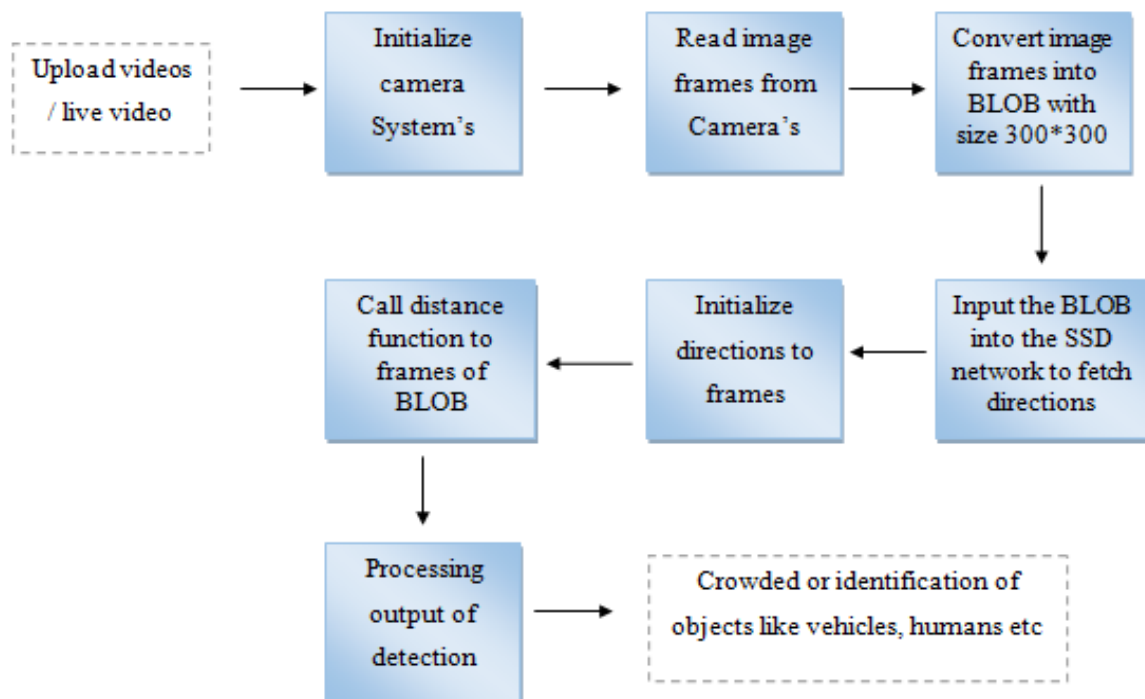 Upload videos
/ live video
Initialize
camera
System’s
Read image
frames from
Camera’s
Convert image
frames into
BLOB with
size 300*300
Input the BLOB
into the SSD
network to fetch
directions
Initialize
directions to
frames
Call distance
function to
frames of
BLOB
Processing
output of
detection
Crowded or identification of
objects like vehicles, humans etc